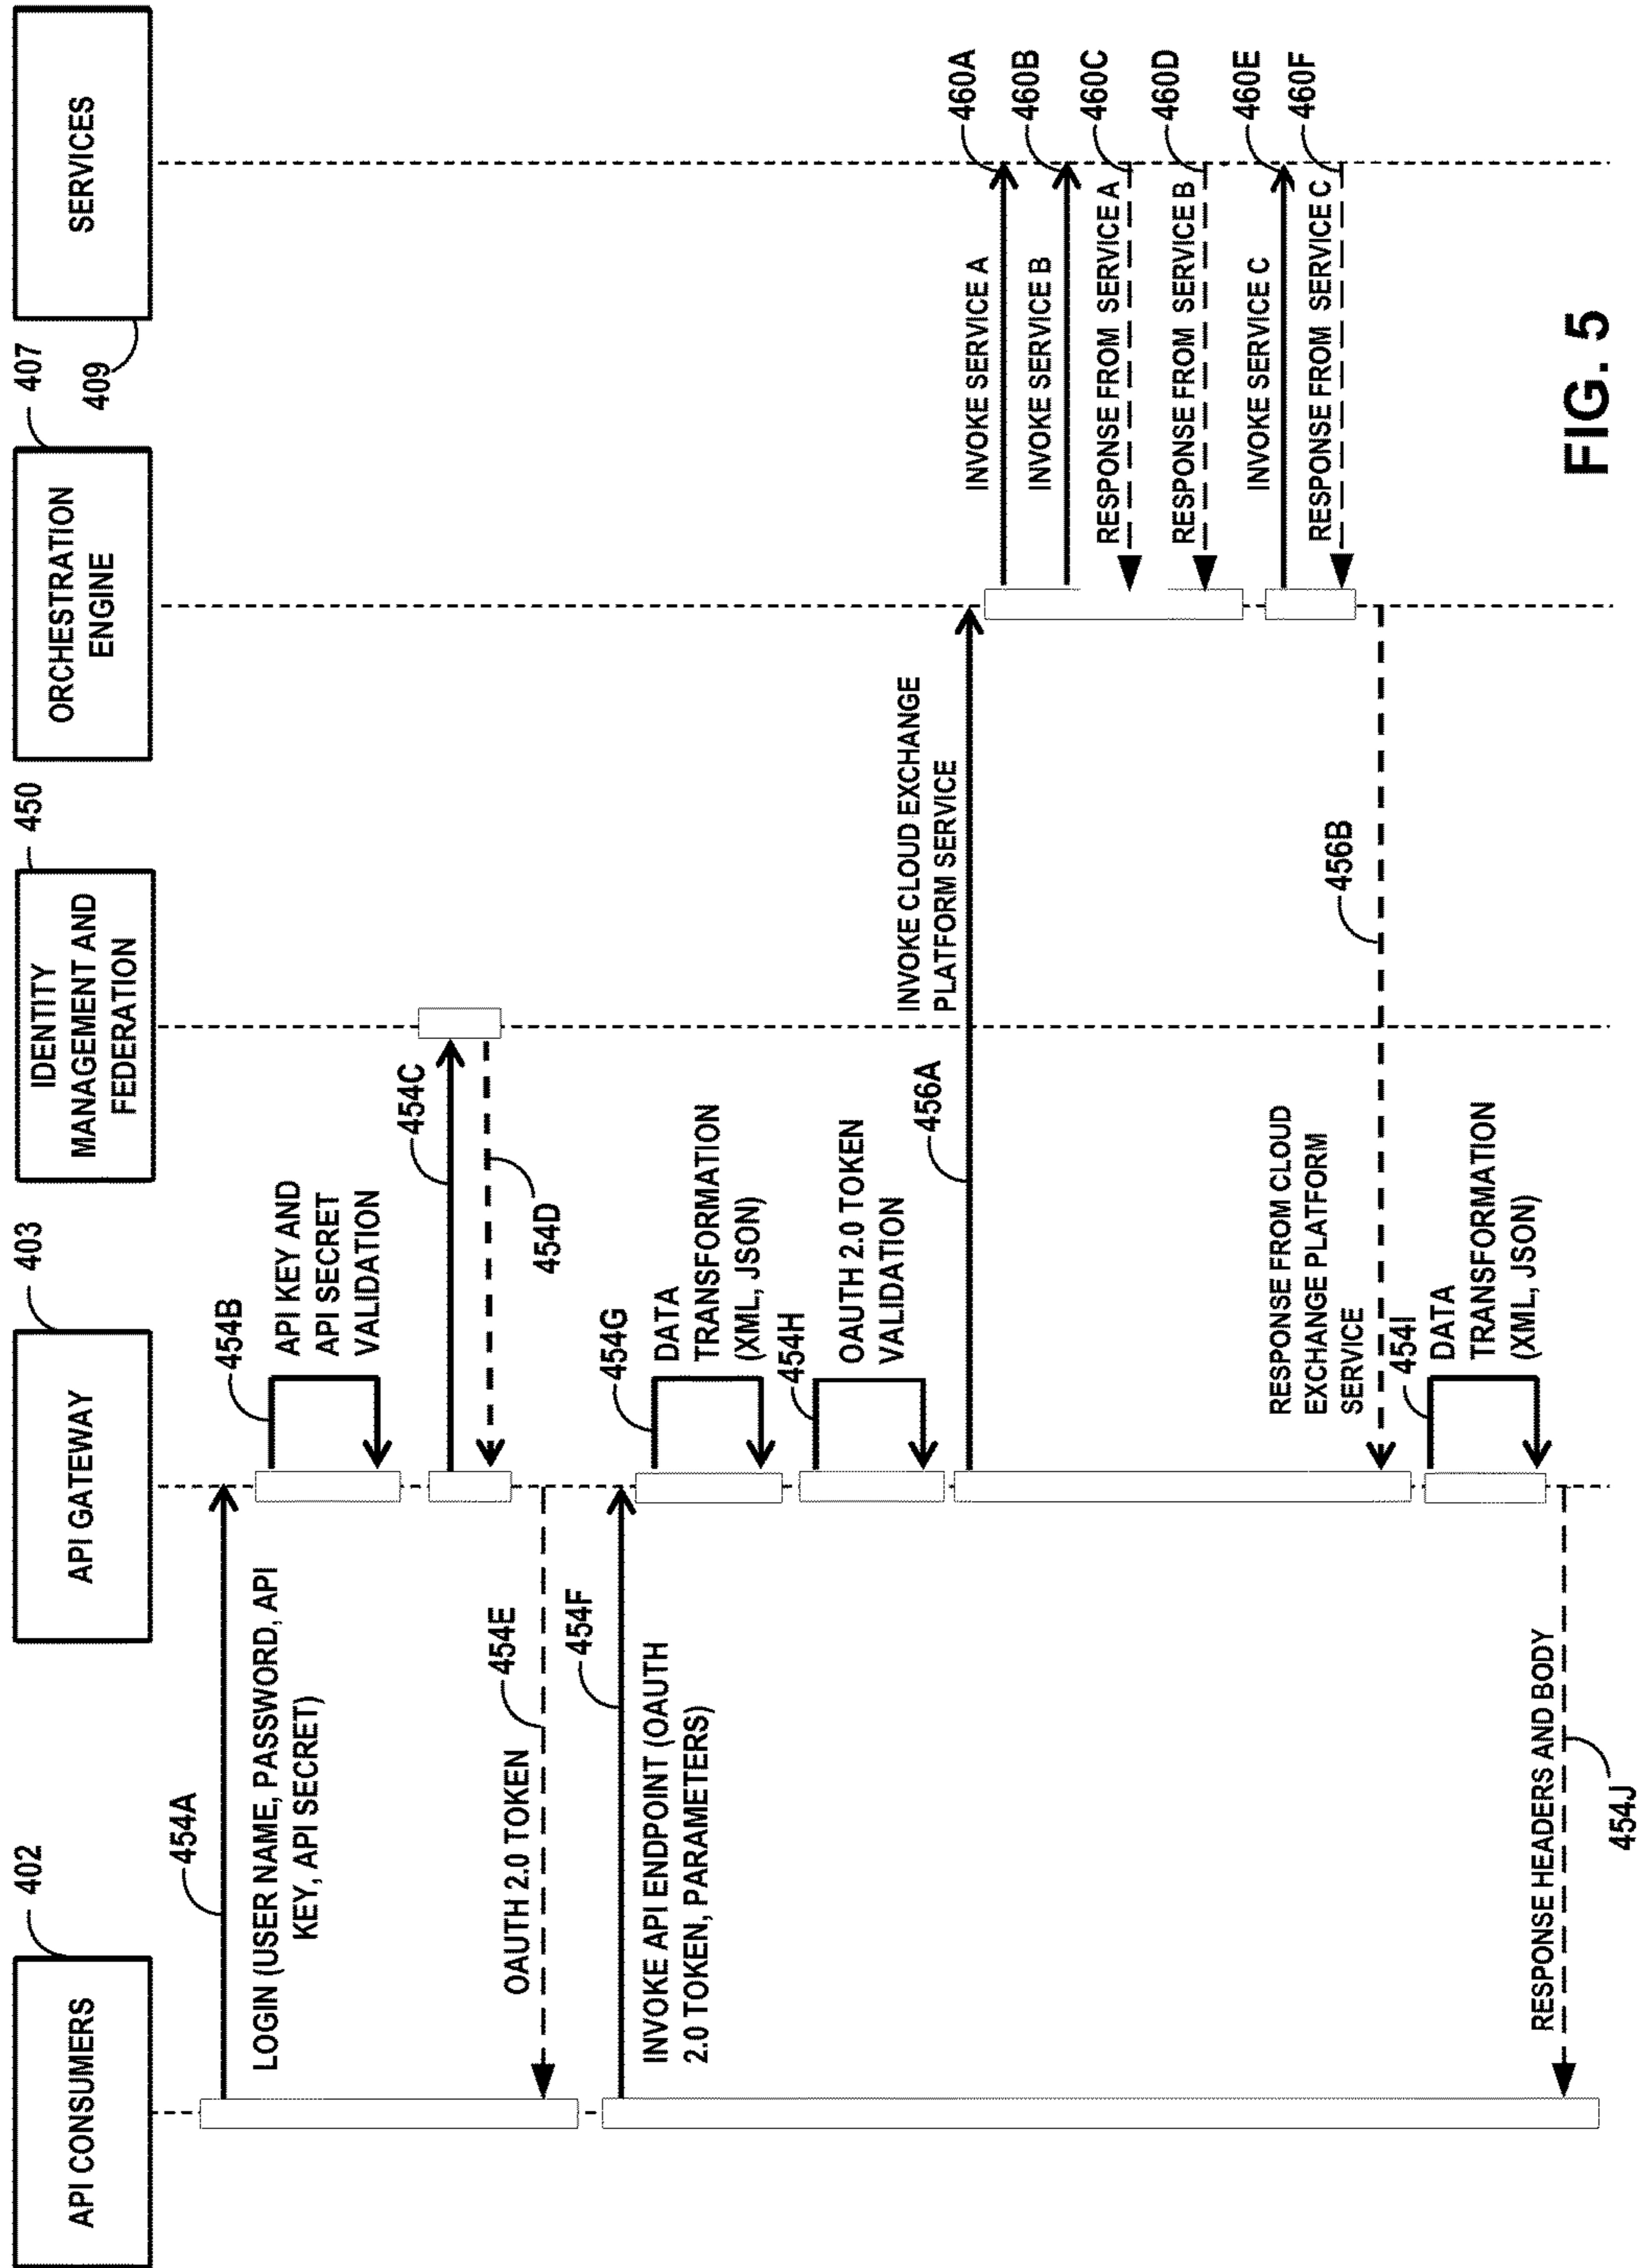 API CONSUMERS
402
API GATEWAY
403
IDENTITY
MANAGEMENT AND
FEDERATION
450
ORCHESTRATION
ENGINE
407
SERVICES
409
454A
LOGIN (USER NAME, PASSWORD, API
KEY, API SECRET)
454B
API KEY AND
API SECRET
VALIDATION
454C
454D
454E
OAUTH 2.0 TOKEN
454F
INVOKE API ENDPOINT (OAUTH
2.0 TOKEN, PARAMETERS)
454G
DATA
TRANSFORMATION
(XML, JSON)
454H
OAUTH 2.0 TOKEN
VALIDATION
456A
INVOKE CLOUD EXCHANGE
PLATFORM SERVICE
INVOKE SERVICE A
460A
INVOKE SERVICE B
460B
RESPONSE FROM SERVICE A
460C
RESPONSE FROM SERVICE B
460D
INVOKE SERVICE C
460E
RESPONSE FROM SERVICE C
460F
456B
RESPONSE FROM CLOUD
EXCHANGE PLATFORM
SERVICE
454I
DATA
TRANSFORMATION
(XML, JSON)
RESPONSE HEADERS AND BODY
454J
FIG. 5